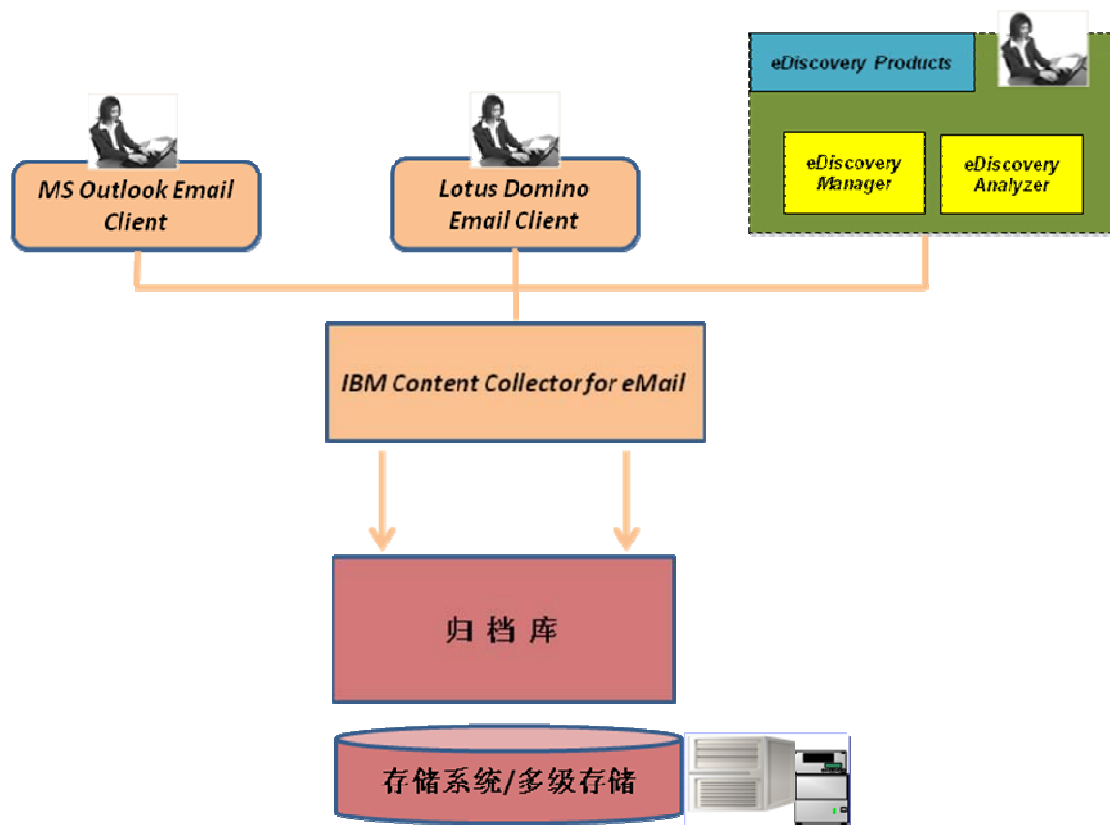 eDiscovery Products
MS Outlook Email
Client
Lotus Domino
Email Client
eDiscovery
Manager
eDiscovery
Analyzer
IBM Content Collector for eMail
归 档 库
存储系统/多级存储